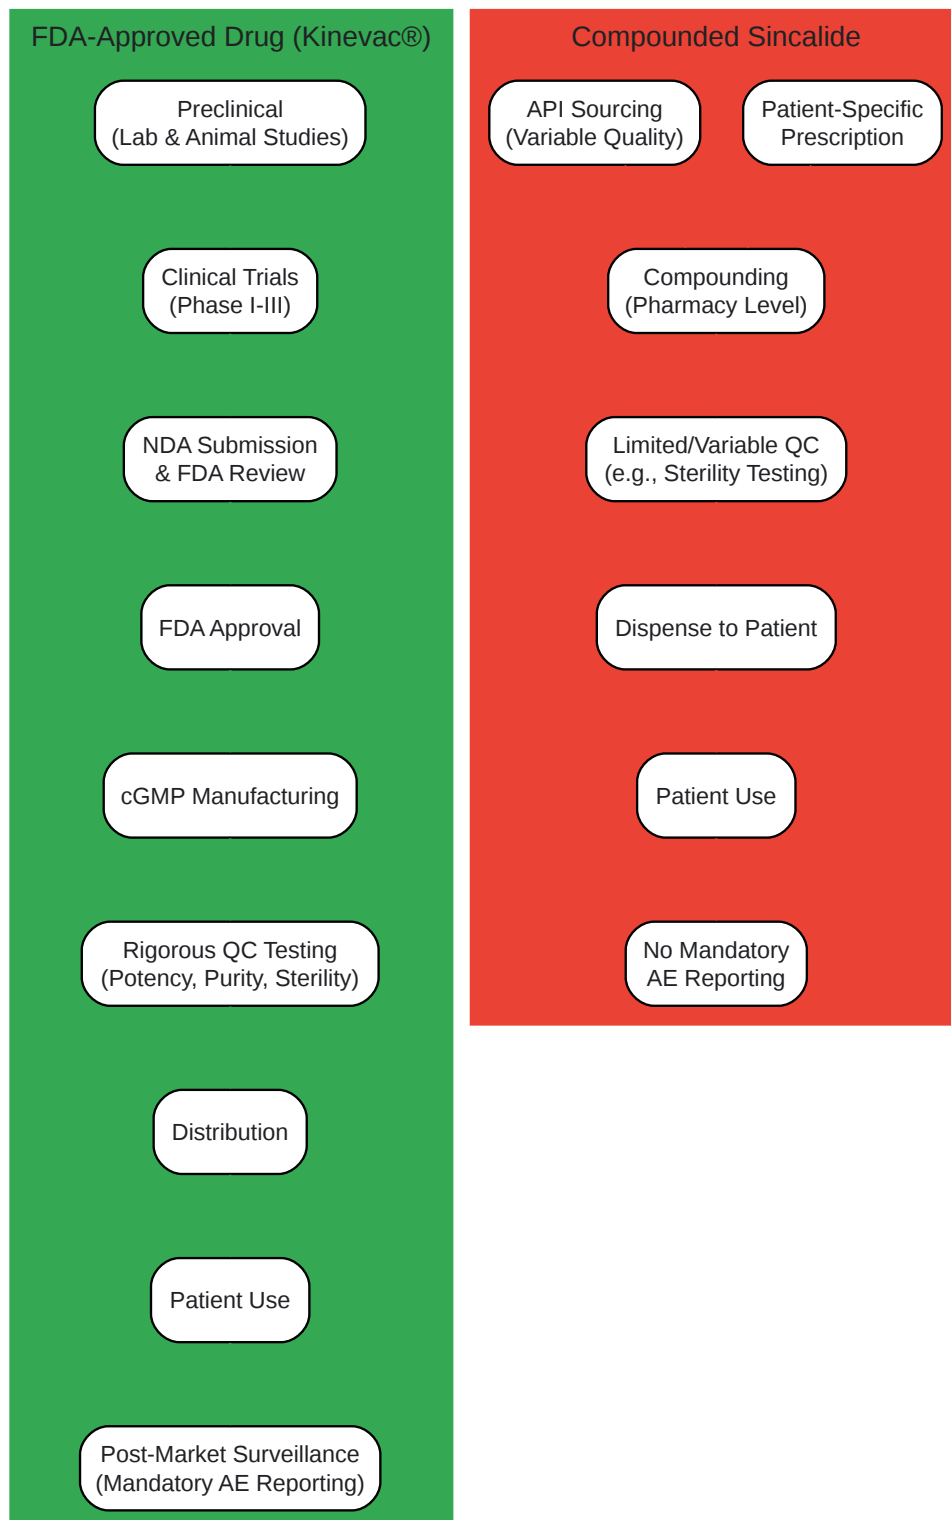 FDA-Approved Drug (Kinevac®)
Preclinical
(Lab & Animal Studies)
Clinical Trials
(Phase I-III)
NDA Submission
& FDA Review
FDA Approval
cGMP Manufacturing
Rigorous QC Testing
(Potency, Purity, Sterility)
Distribution
Patient Use
Post-Market Surveillance
(Mandatory AE Reporting)
Compounded Sincalide
API Sourcing
(Variable Quality)
Patient-Specific
Prescription
Compounding
(Pharmacy Level)
Limited/Variable QC
(e.g., Sterility Testing)
Dispense to Patient
Patient Use
No Mandatory
AE Reporting